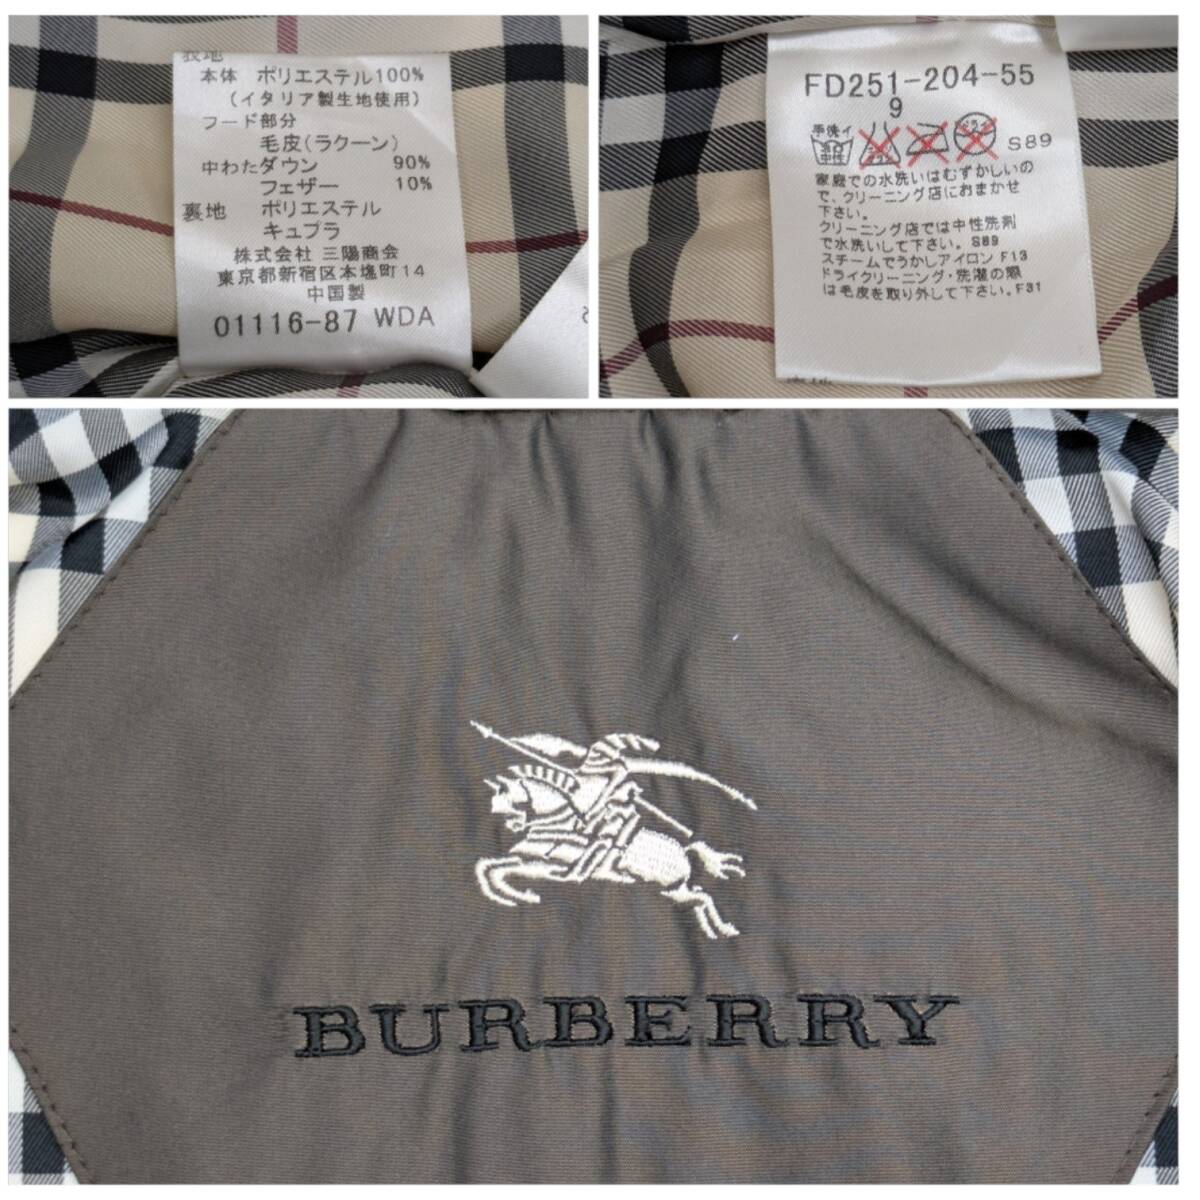 表地
本体 ポリエステル100%
(イタリア製生地使用)
フード部分
毛皮(ラクーン)
中わた ダウン 90%
フェザー 10%
裏地 ポリエステル
キュプラ
株式会社 三陽商会
東京都新宿区本塩町14
中国製
01116-87 WDA
FD251-204-55
9
手洗イ
中性
S89
家庭での水洗いはむずかしいの
で、クリーニング店におまかせ
下さい。
クリーニング店では中性洗剤
で水洗いして下さい。S89
スチームでうかしアイロン F13
ドライクリーニング・洗濯の際
は毛皮を取り外して下さい。F31
BURBERRY